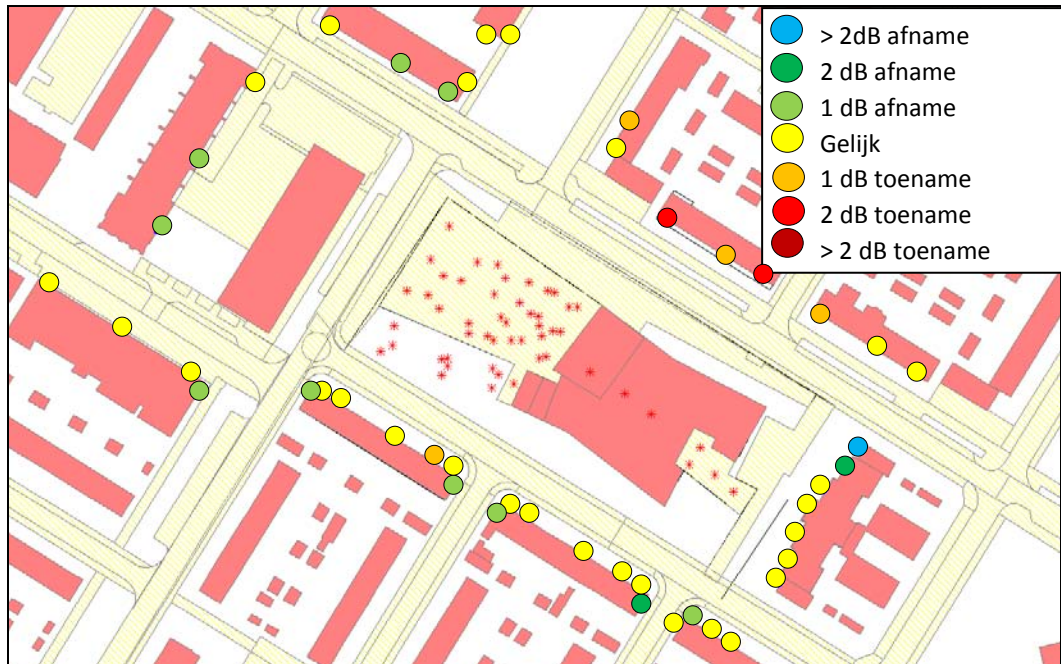 > 2dB afname
2 dB afname
1 dB afname
Gelijk
1 dB toename
2 dB toename
> 2 dB toename